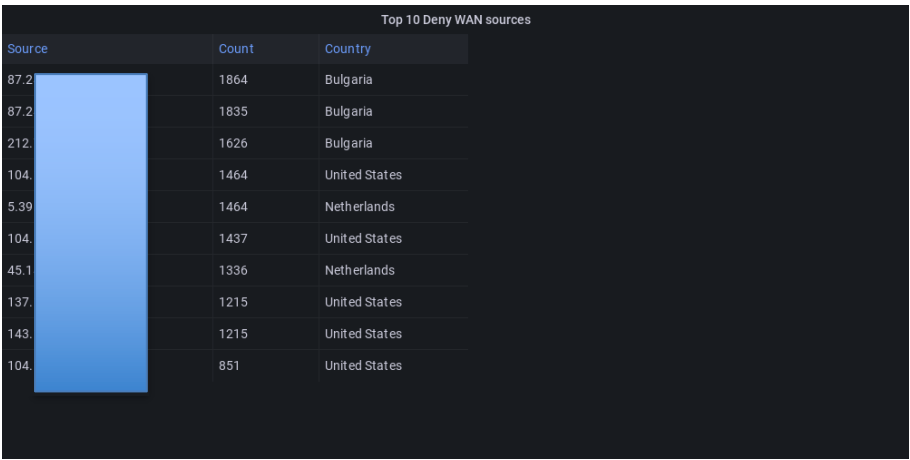 Top 10 Deny WAN sources
Source Count Country
87.2 1864 Bulgaria
87.2 1835 Bulgaria
212. 1626 Bulgaria
104. 1464 United States
5.39 1464 Netherlands
104. 1437 United States
45.1 1336 Netherlands
137. 1215 United States
143. 1215 United States
104. 851 United States